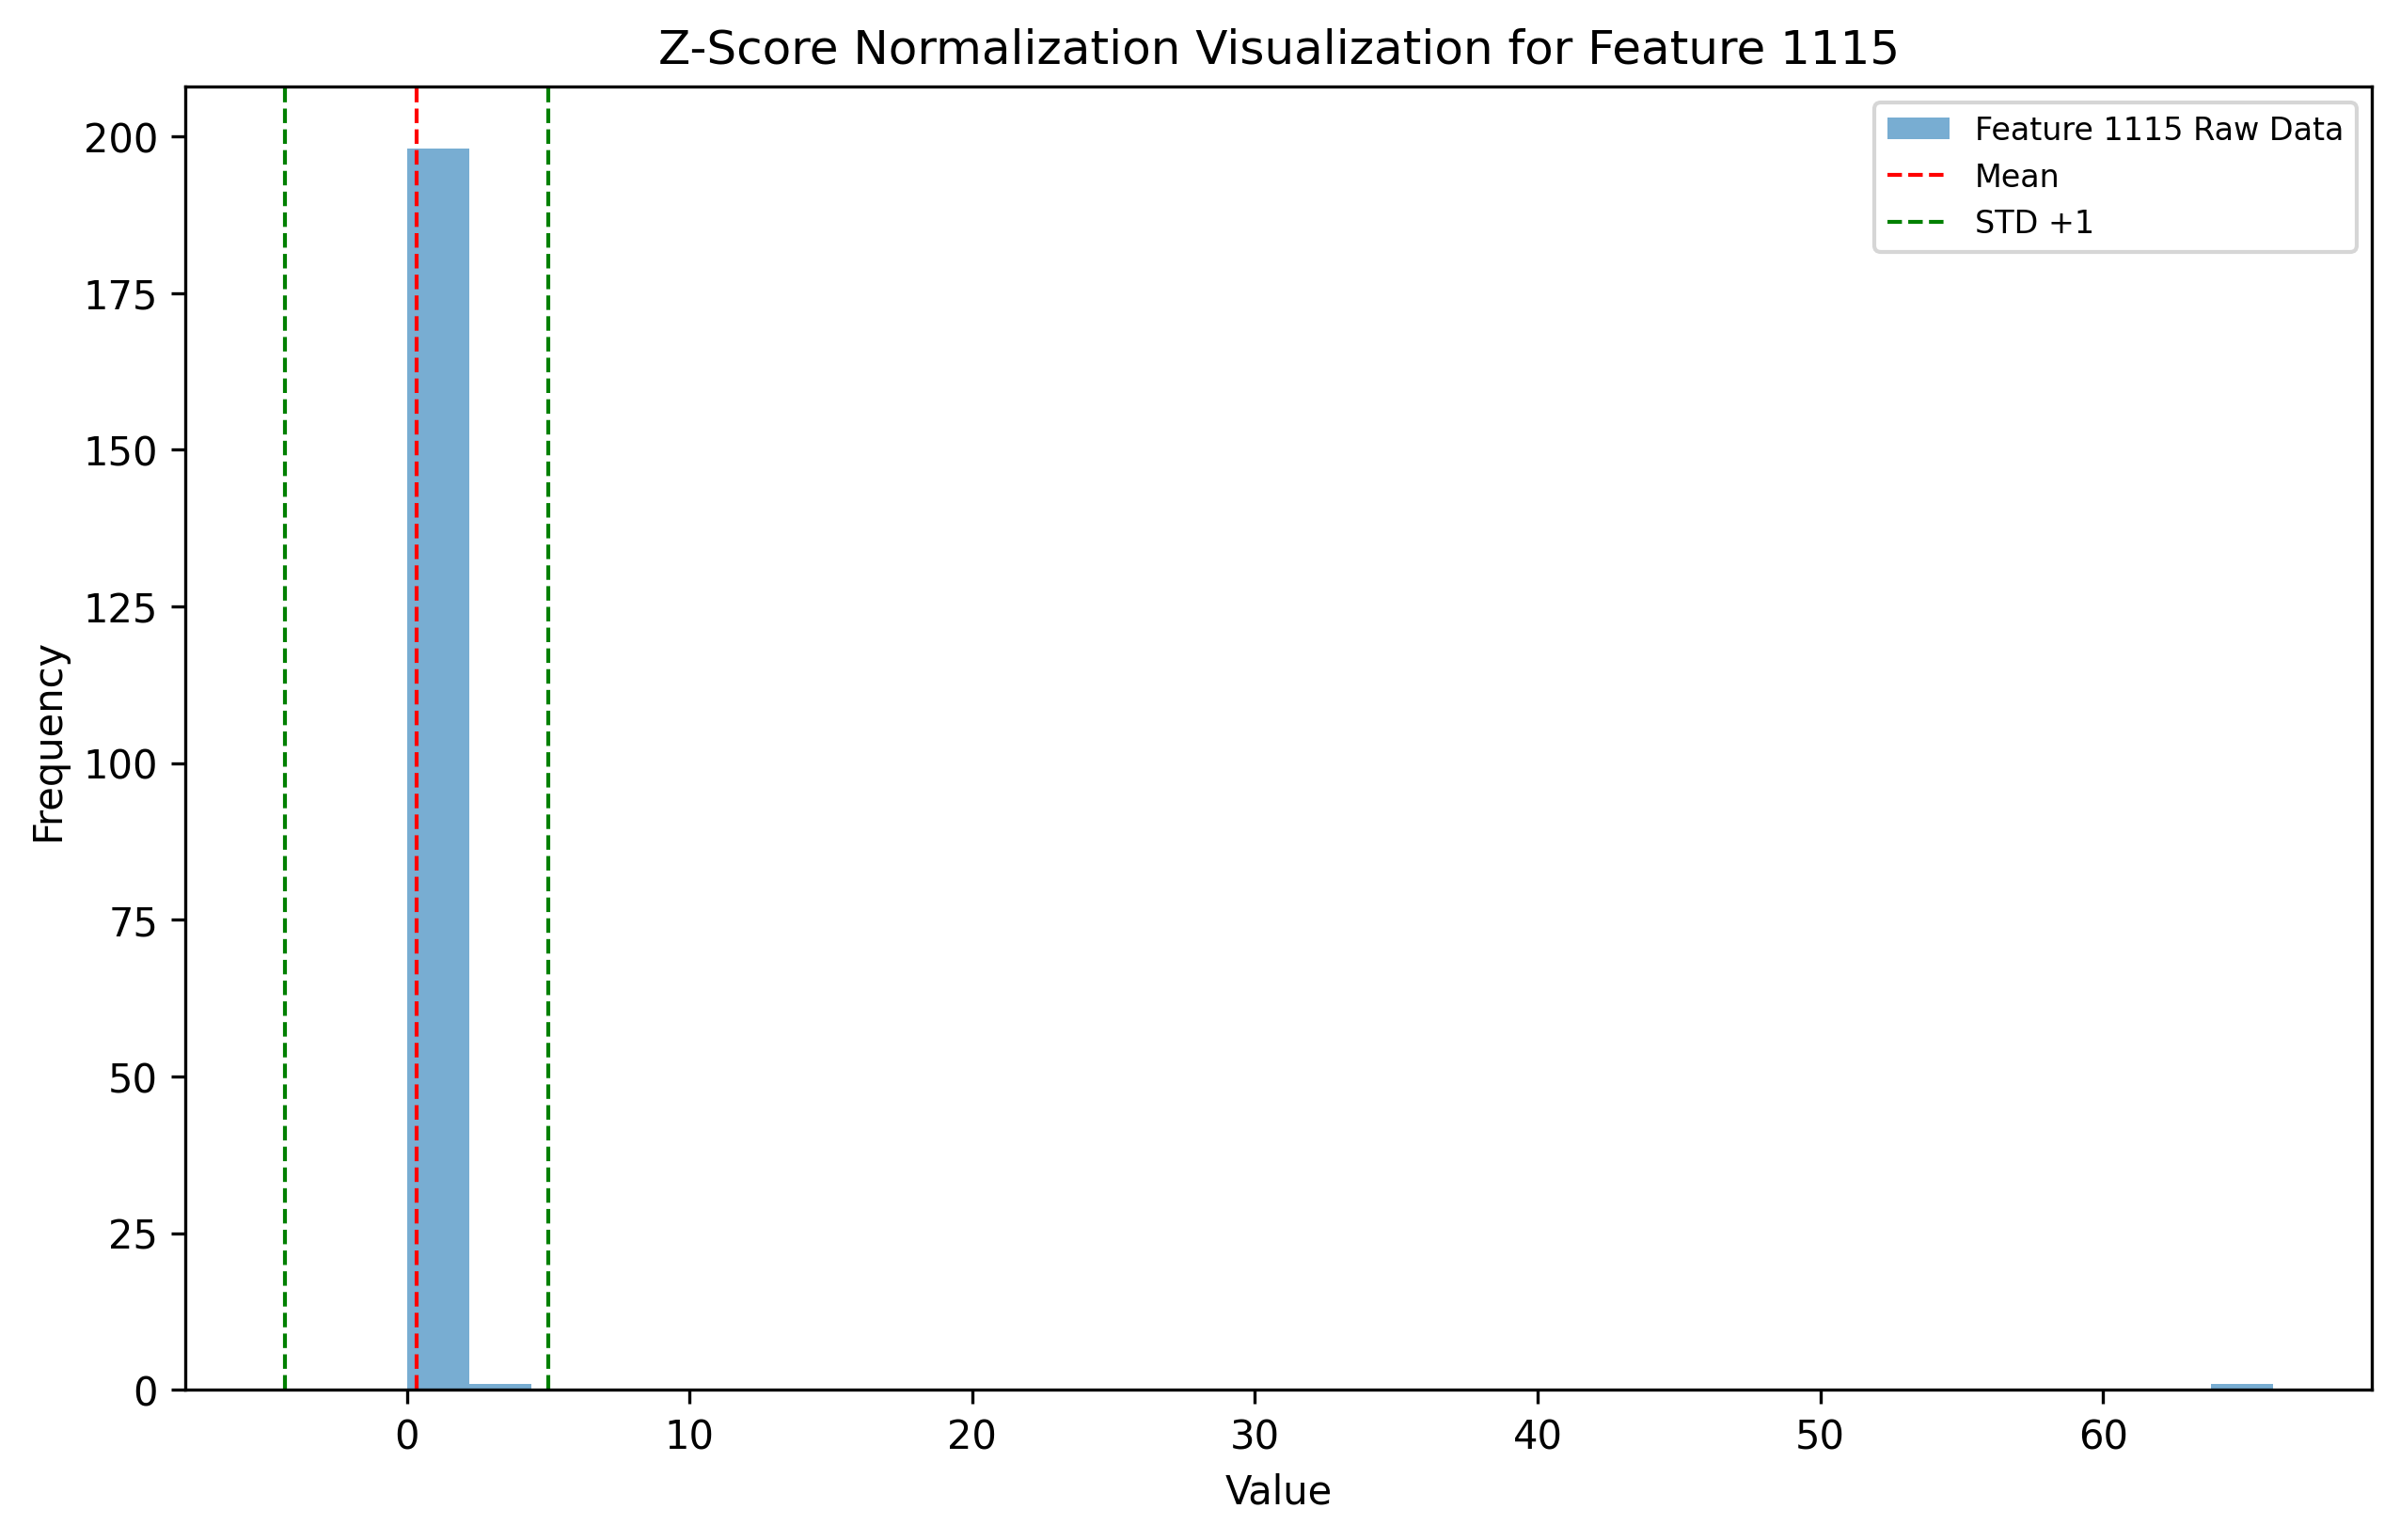 Z-Score Normalization Visualization for Feature 1115
Feature 1115 Raw Data
Mean
STD +1
200
175
150
125
100
75
50
25
0
Frequency
0 10 20 30 40 50 60
Value